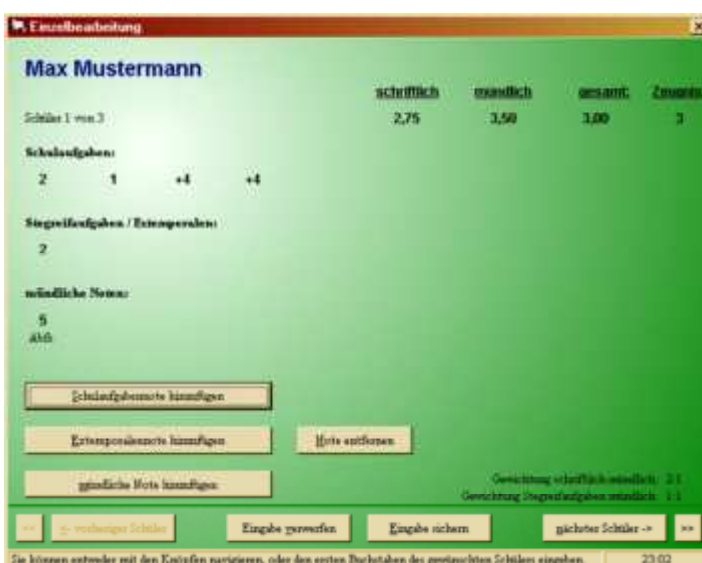 Einzelbearbeitung
Max Mustermann
schriftlich mündlich gesamt: Zeugnis
Schüler 1 von 3 2,75 3,50 3,00 3
Schulaufgaben:
2 1 +4 +4
Stegreifaufgaben / Extemporalen:
2
mündliche Noten:
5
Abfr.
Schulaufgabennote hinzufügen
Extemporalennote hinzufügen Note entfernen
mündliche Note hinzufügen
Gewichtung schriftlich:mündlich: 2:1
Gewichtung Stegreifaufgaben:mündlich: 1:1
<< <- vorheriger Schüler Eingabe verwerfen Eingabe sichern nächster Schüler -> >>
Sie können entweder mit den Knöpfen navigieren, oder den ersten Buchstaben des gewünschten Schülers eingeben. 23:02